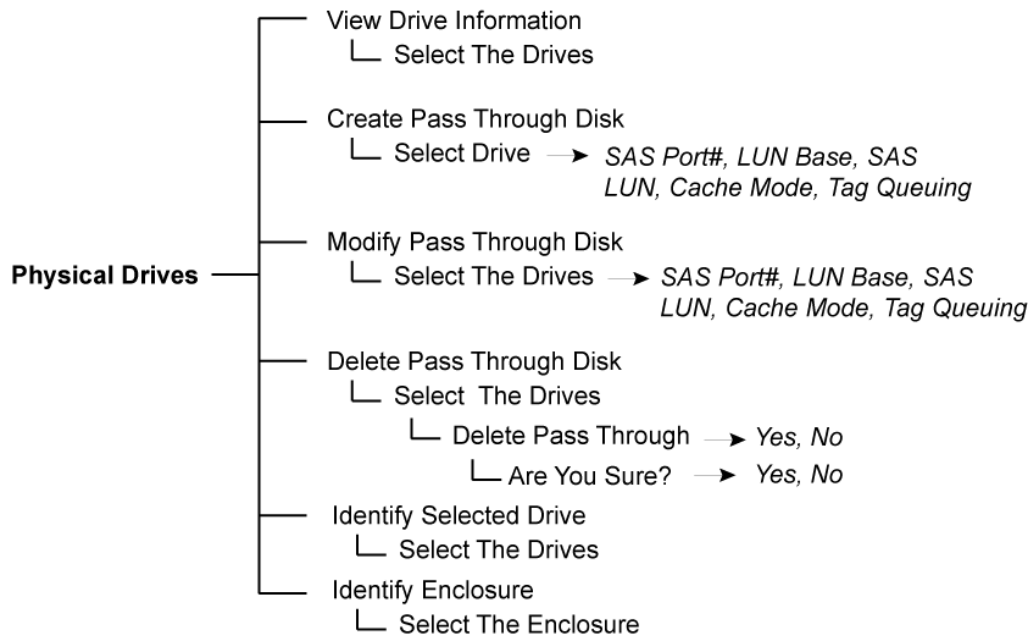 View Drive Information
Select The Drives
Create Pass Through Disk
Select Drive
SAS Port#, LUN Base, SAS
LUN, Cache Mode, Tag Queuing
Modify Pass Through Disk
Physical Drives
Select The Drives
SAS Port#, LUN Base, SAS
LUN, Cache Mode, Tag Queuing
Delete Pass Through Disk
Select The Drives
Delete Pass Through
Yes, No
Are You Sure?
Yes, No
Identify Selected Drive
Select The Drives
Identify Enclosure
Select The Enclosure